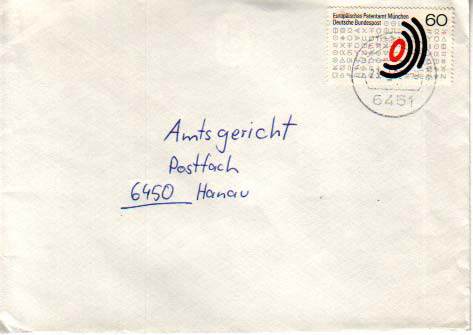 Europäisches Patentamt München
Deutsche Bundespost
60
6451
Amtsgericht
Postfach
6450 Hanau